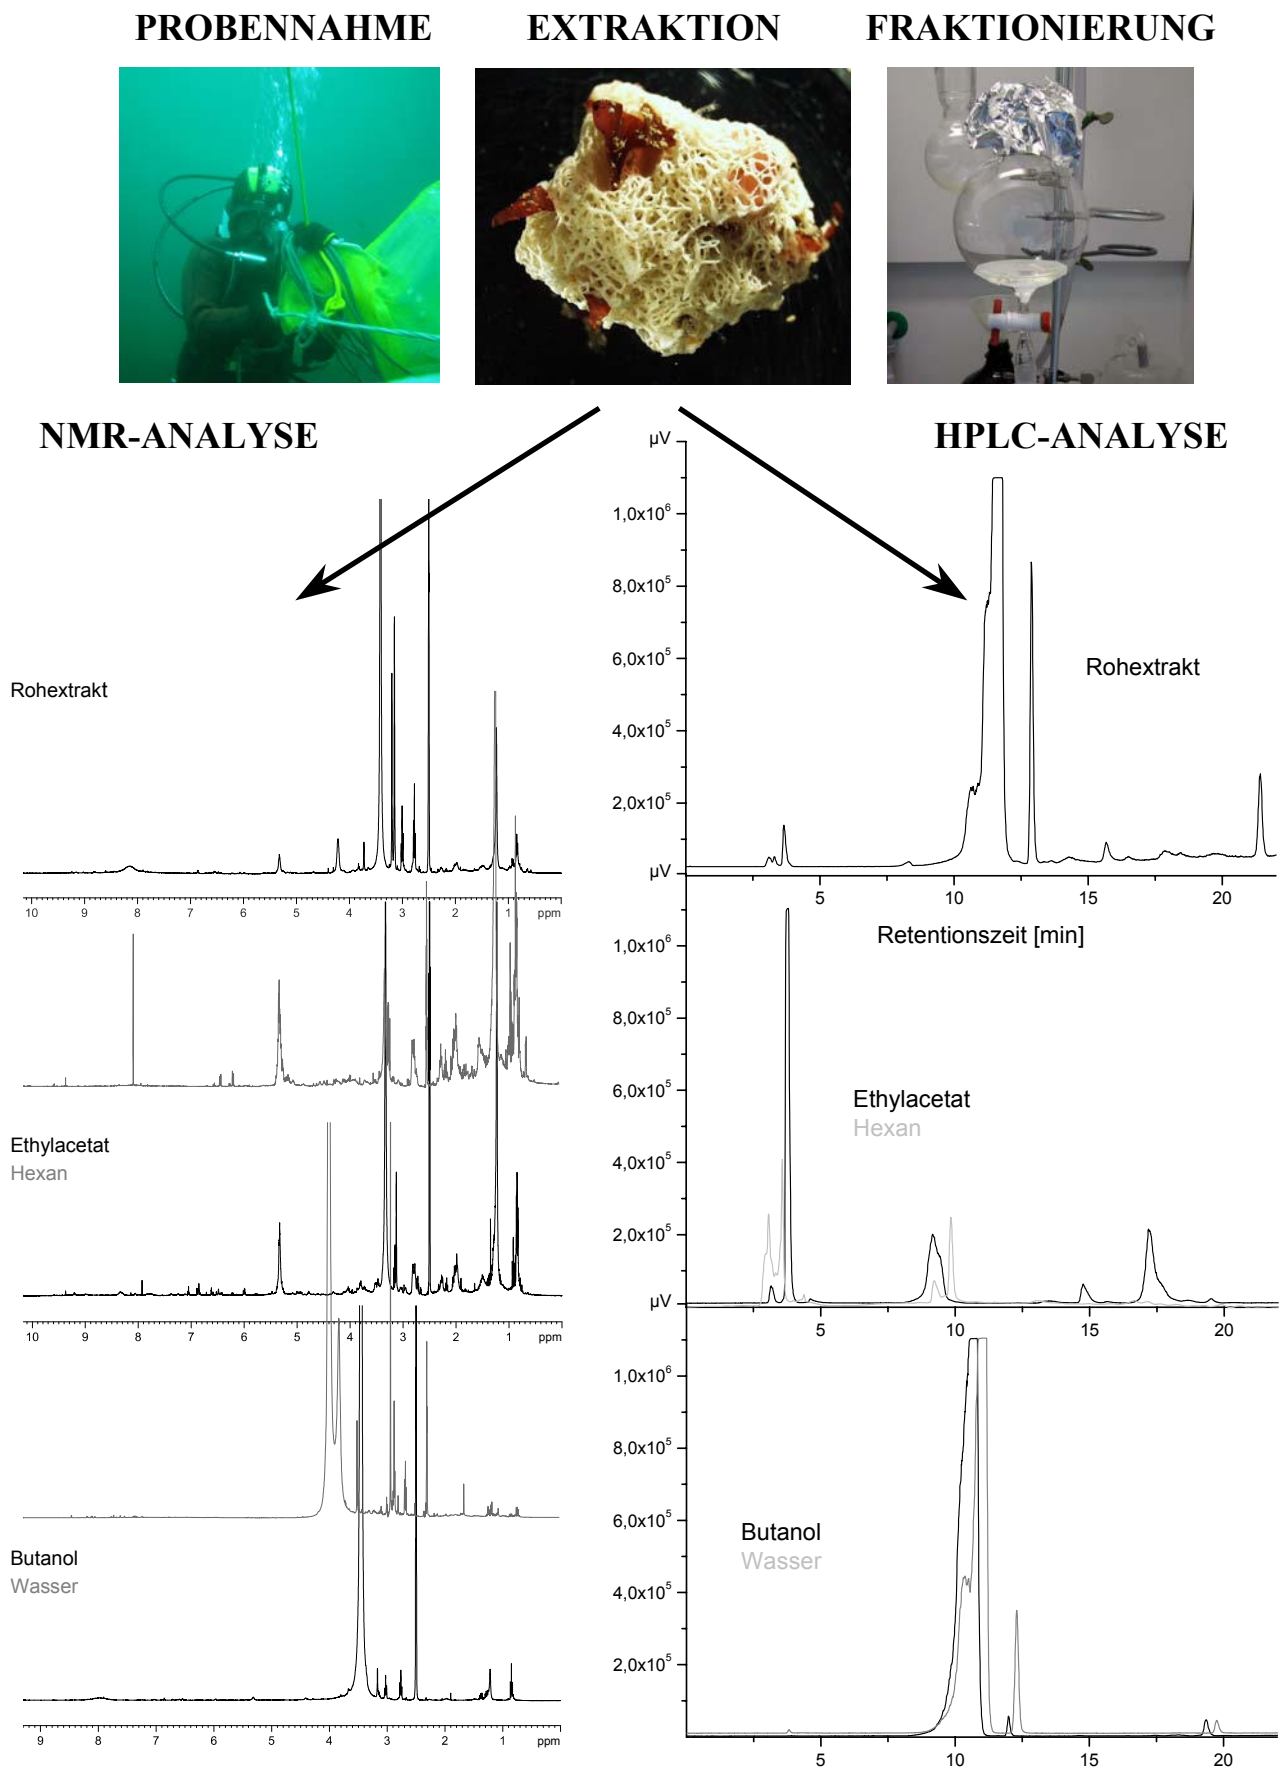 PROBENNAHME EXTRAKTION FRAKTIONIERUNG
NMR-ANALYSE HPLC-ANALYSE
µV
1,0x10⁶
8,0x10⁵
6,0x10⁵
4,0x10⁵
2,0x10⁵
µV
Rohextrakt
Rohextrakt
10 9 8 7 6 5 4 3 2 1 ppm
5 10 15 20
Retentionszeit [min]
1,0x10⁶
8,0x10⁵
6,0x10⁵
4,0x10⁵
2,0x10⁵
µV
Ethylacetat
Hexan
Ethylacetat
Hexan
10 9 8 7 6 5 4 3 2 1 ppm
5 10 15 20
1,0x10⁶
8,0x10⁵
6,0x10⁵
4,0x10⁵
2,0x10⁵
Butanol
Wasser
Butanol
Wasser
9 8 7 6 5 4 3 2 1 ppm
5 10 15 20